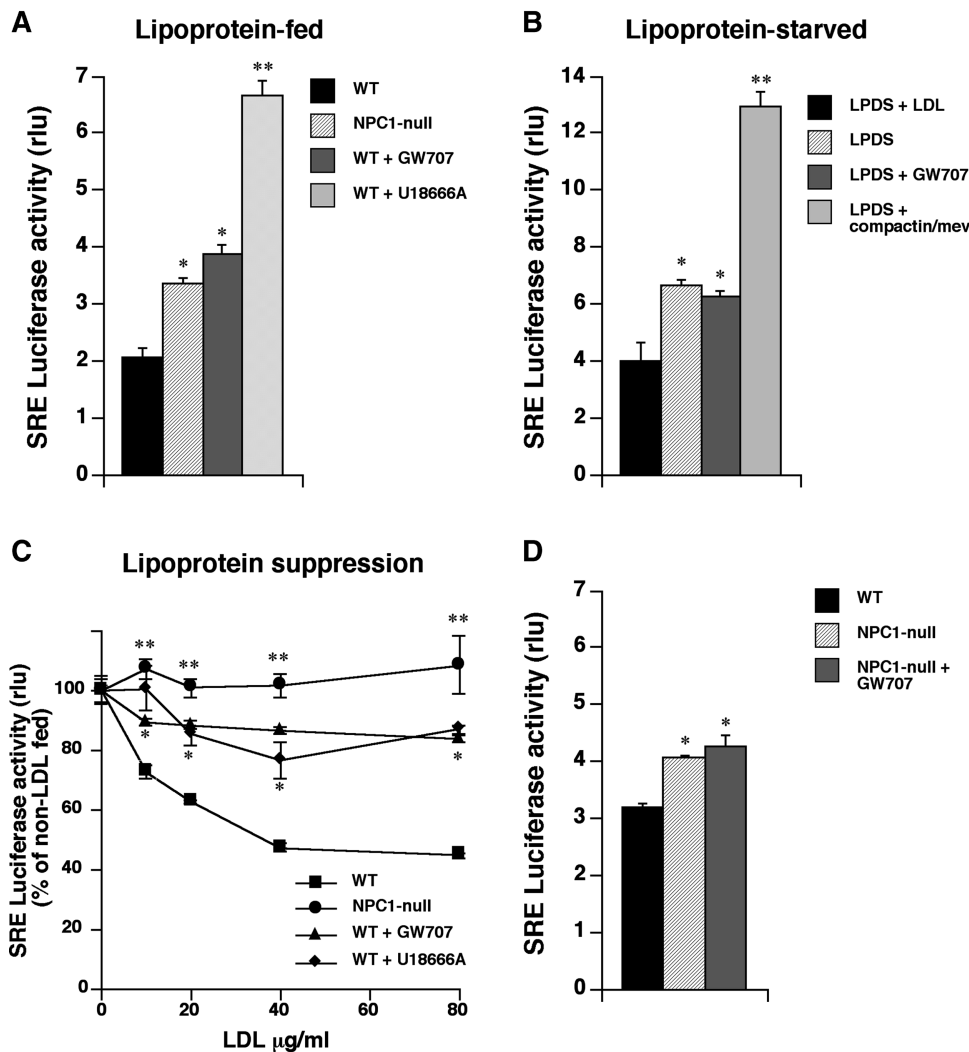 A
Lipoprotein-fed
SRE Luciferase activity (rlu)
7
6
5
4
3
2
1
0
*
*
**
WT
NPC1-null
WT + GW707
WT + U18666A
B
Lipoprotein-starved
SRE Luciferase activity (rlu)
14
12
10
8
6
4
2
0
*
*
**
LPDS + LDL
LPDS
LPDS + GW707
LPDS +
compactin/mev
C
Lipoprotein suppression
SRE Luciferase activity (rlu)
(% of non-LDL fed)
100
80
60
40
20
0
**
**
**
**
*
*
*
*
WT
NPC1-null
WT + GW707
WT + U18666A
0
20
40
60
80
LDL μg/ml
D
SRE Luciferase activity (rlu)
7
6
5
4
3
2
1
0
*
*
WT
NPC1-null
NPC1-null +
GW707